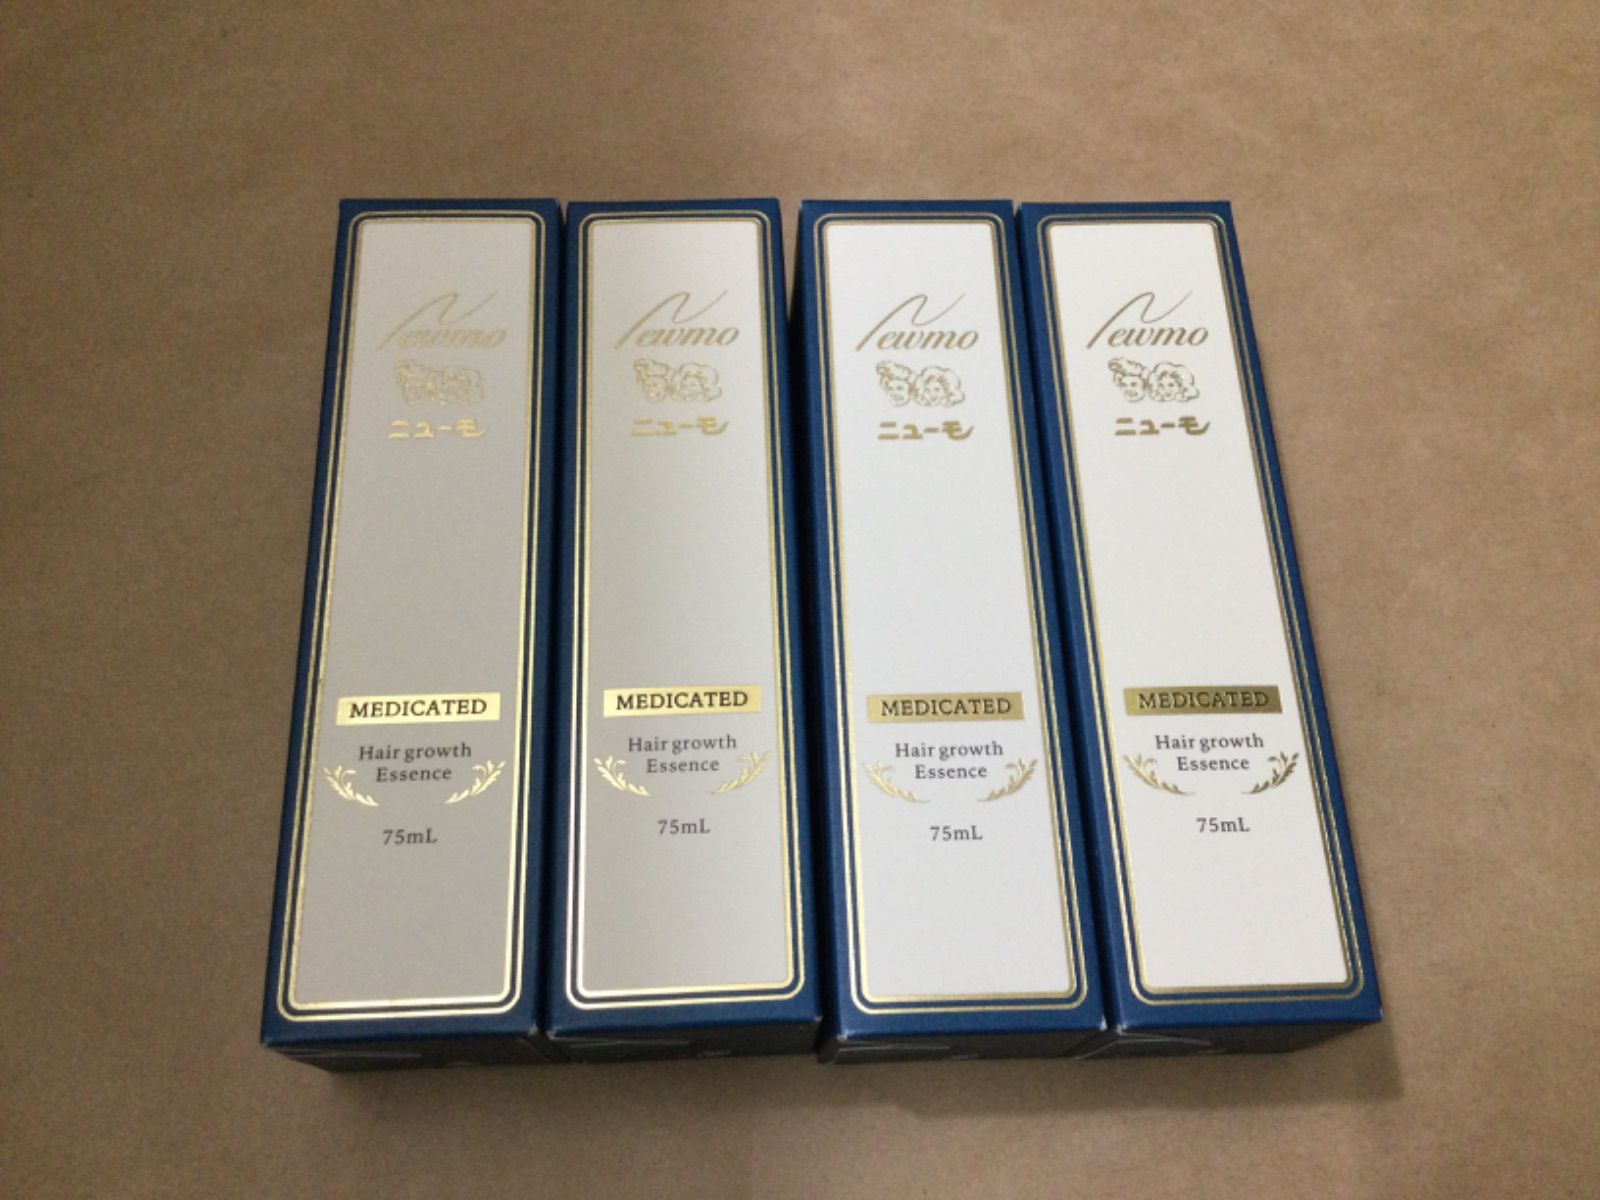 Newmo
ニューモ
MEDICATED
Hair growth
Essence
75mL
Newmo
ニューモ
MEDICATED
Hair growth
Essence
75mL
Newmo
ニューモ
MEDICATED
Hair growth
Essence
75mL
Newmo
ニューモ
MEDICATED
Hair growth
Essence
75mL